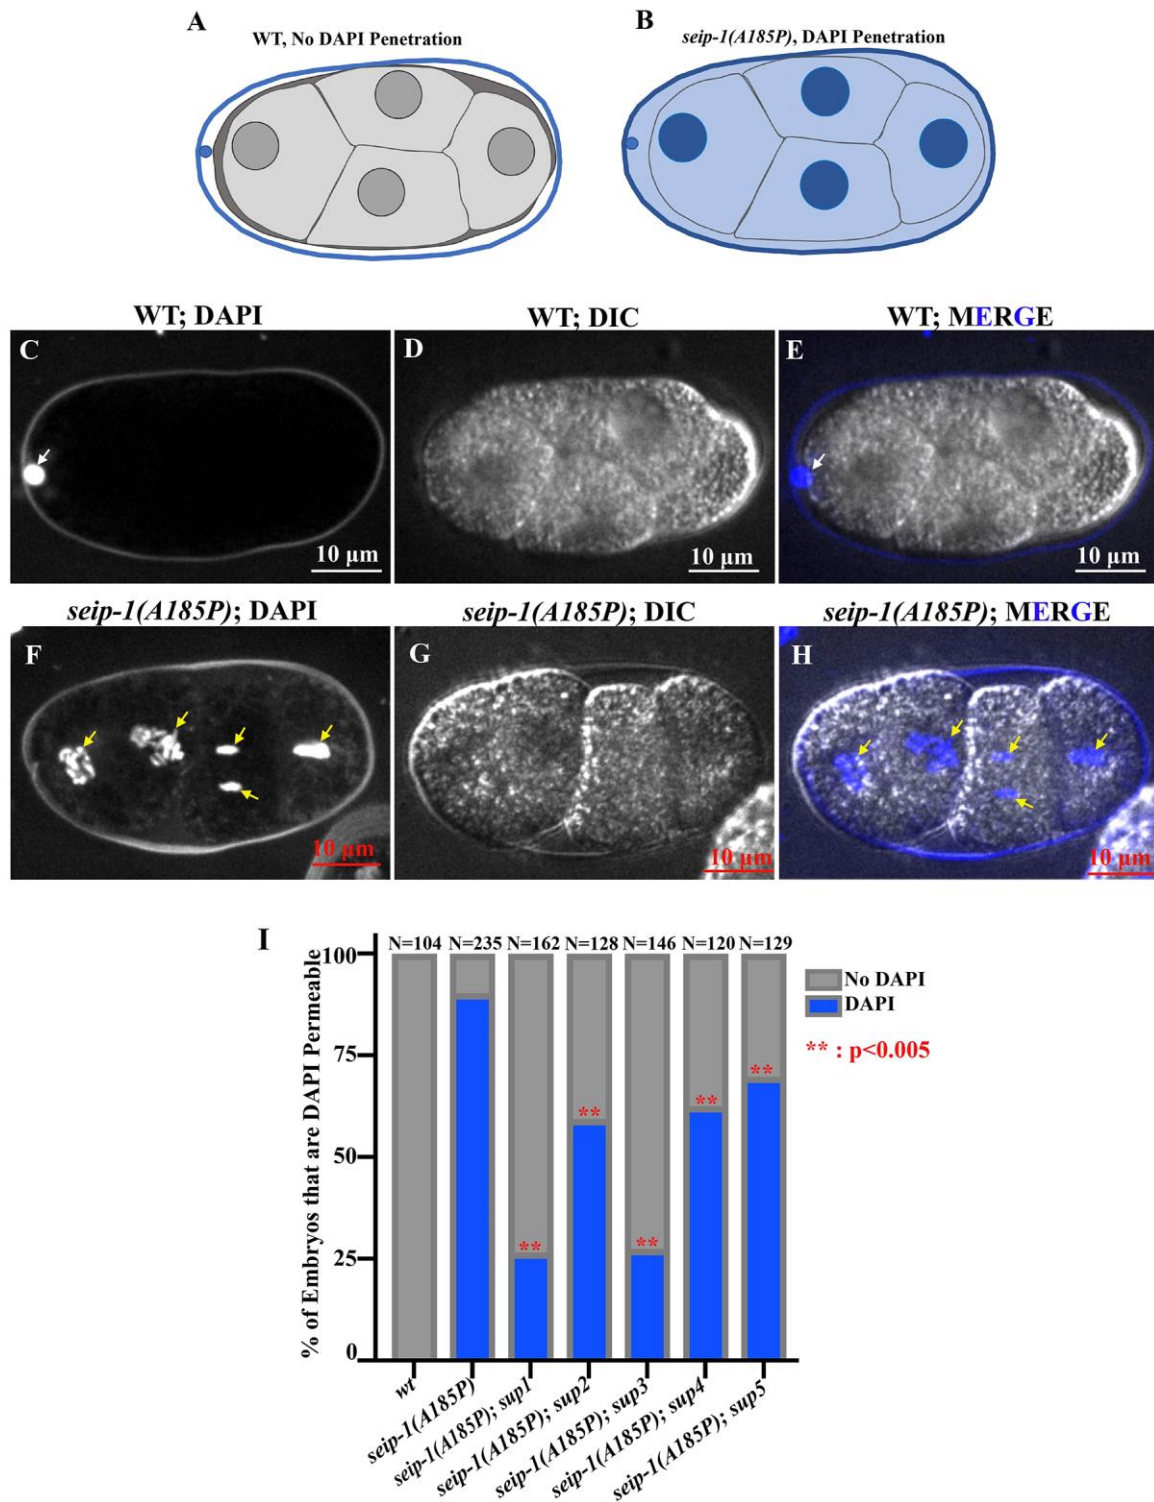 A
WT, No DAPI Penetration
B
seip-1(A185P), DAPI Penetration
WT; DAPI
WT; DIC
WT; MERGE
C
D
E
10 µm
10 µm
10 µm
seip-1(A185P); DAPI
seip-1(A185P); DIC
seip-1(A185P); MERGE
F
G
H
10 µm
10 µm
10 µm
I
N=104 N=235 N=162 N=128 N=146 N=120 N=129
% of Embryos that are DAPI Permeable
100
75
50
25
0
No DAPI
DAPI
** : p<0.005
**
**
**
**
**
wt
seip-1(A185P)
seip-1(A185P); sup1
seip-1(A185P); sup2
seip-1(A185P); sup3
seip-1(A185P); sup4
seip-1(A185P); sup5